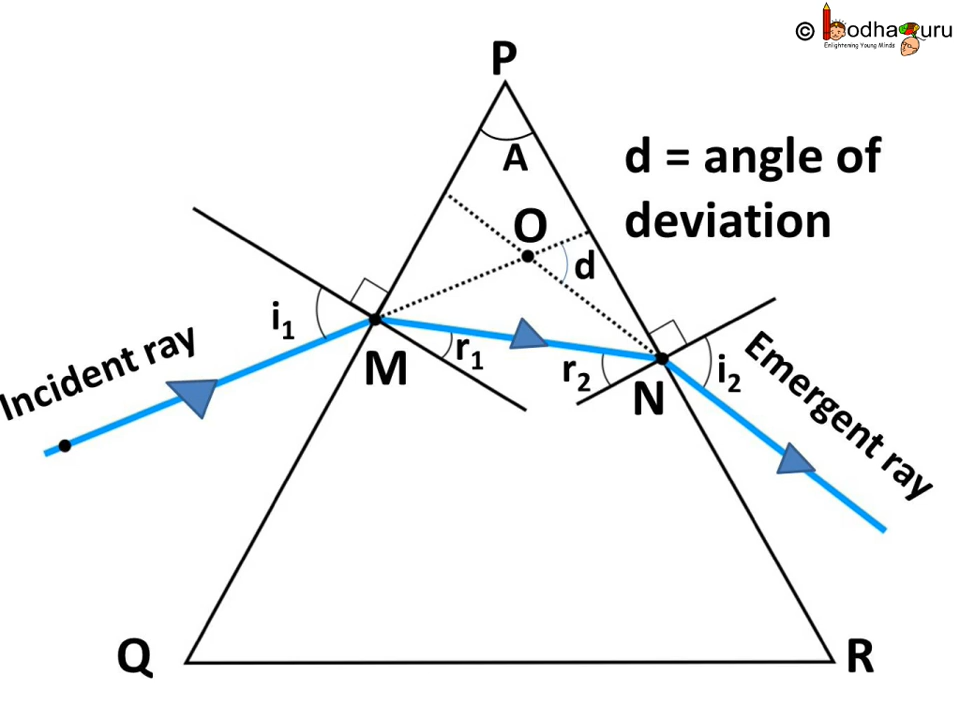 © BodhaGuru
Enlightening Young Minds
P
A
d = angle of
deviation
O
d
i₁
Incident ray
M
r₁
r₂
N
i₂
Emergent ray
Q
R